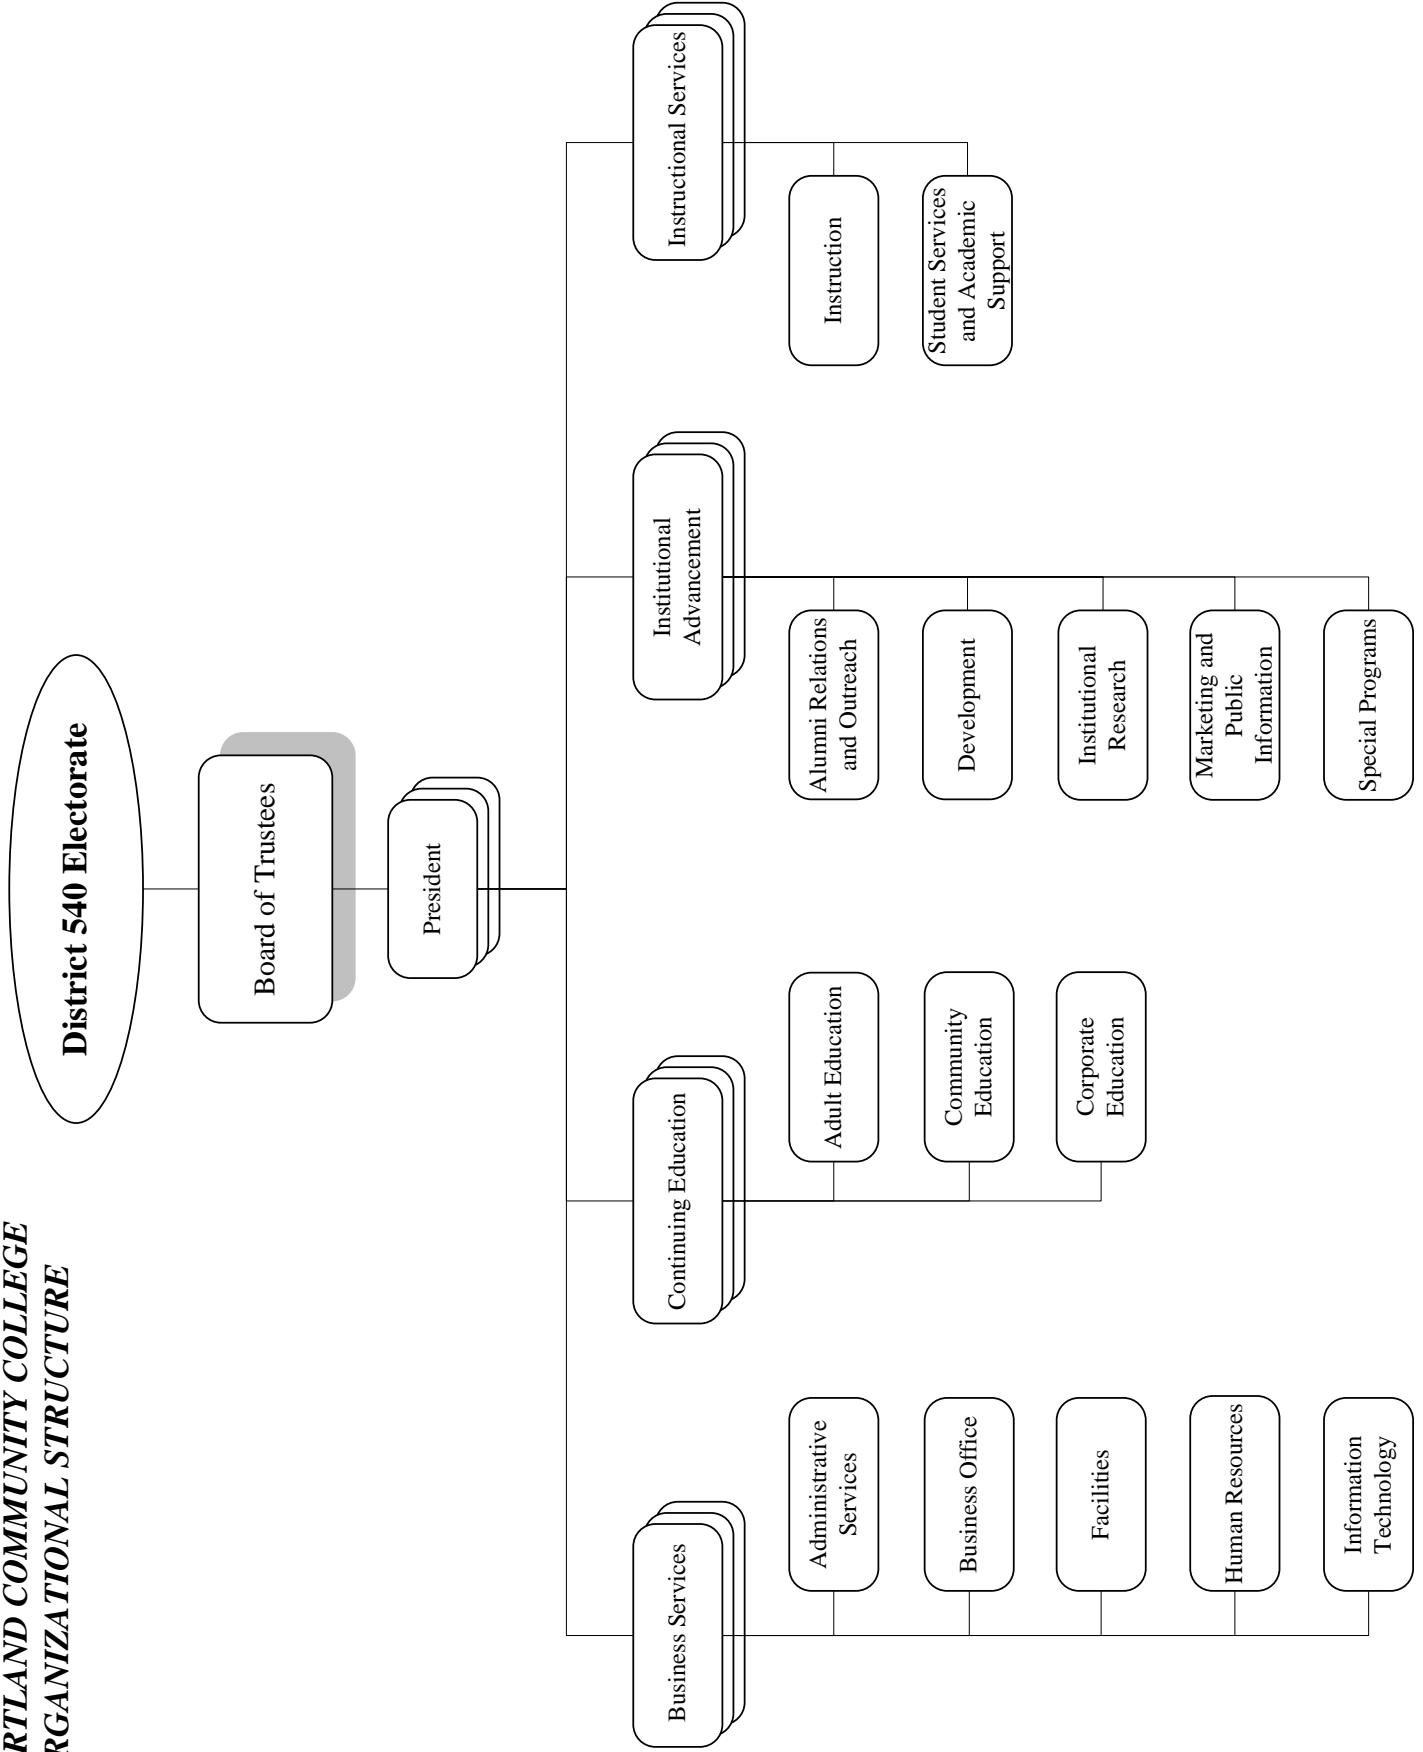 RTLAND COMMUNITY COLLEGE
RGANIZATIONAL STRUCTURE
District 540 Electorate
Board of Trustees
President
Business Services
Administrative
Services
Business Office
Facilities
Human Resources
Information
Technology
Continuing Education
Adult Education
Community
Education
Corporate
Education
Institutional
Advancement
Alumni Relations
and Outreach
Development
Institutional
Research
Marketing and
Public
Information
Special Programs
Instructional Services
Instruction
Student Services
and Academic
Support